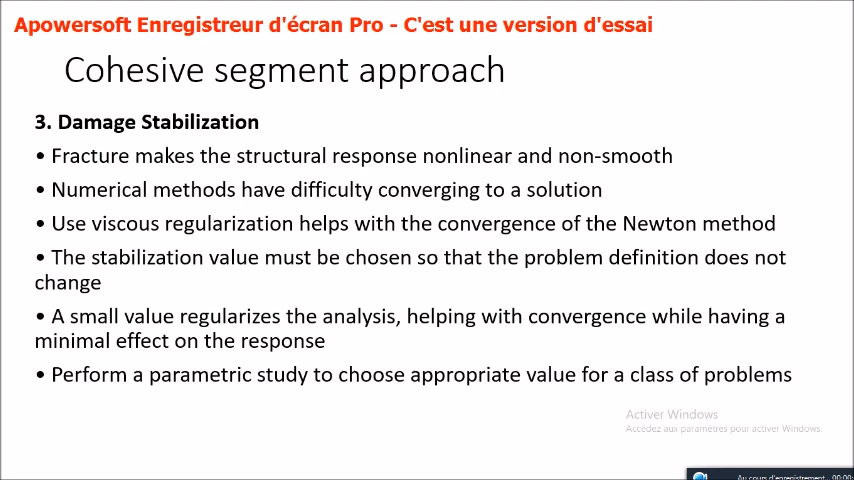 Apowersoft Enregistreur d'écran Pro - C'est une version d'essai
Cohesive segment approach
3. Damage Stabilization
• Fracture makes the structural response nonlinear and non-smooth
• Numerical methods have difficulty converging to a solution
• Use viscous regularization helps with the convergence of the Newton method
• The stabilization value must be chosen so that the problem definition does not
change
• A small value regularizes the analysis, helping with convergence while having a
minimal effect on the response
• Perform a parametric study to choose appropriate value for a class of problems
Activer Windows
Accédez aux paramètres pour activer Windows.
Au cours d'enregistrement... 00:00: